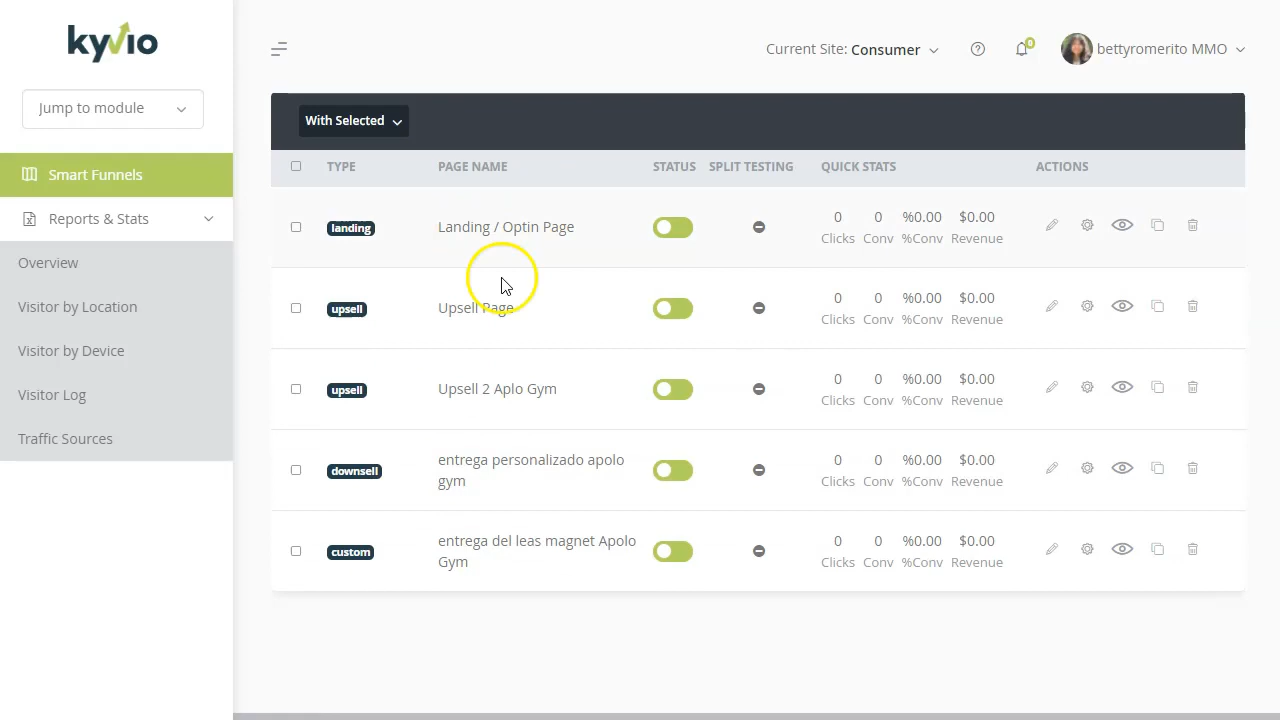 kyvio
Current Site: Consumer
0
bettyromerito MMO
Jump to module
With Selected
TYPE PAGE NAME STATUS SPLIT TESTING QUICK STATS ACTIONS
Smart Funnels
Reports & Stats
Overview
Visitor by Location
Visitor by Device
Visitor Log
Traffic Sources
landing Landing / Optin Page 0 0 %0.00 $0.00
Clicks Conv %Conv Revenue
upsell Upsell Page 0 0 %0.00 $0.00
Clicks Conv %Conv Revenue
upsell Upsell 2 Aplo Gym 0 0 %0.00 $0.00
Clicks Conv %Conv Revenue
downsell entrega personalizado apolo 0 0 %0.00 $0.00
gym Clicks Conv %Conv Revenue
custom entrega del leas magnet Apolo 0 0 %0.00 $0.00
Gym Clicks Conv %Conv Revenue